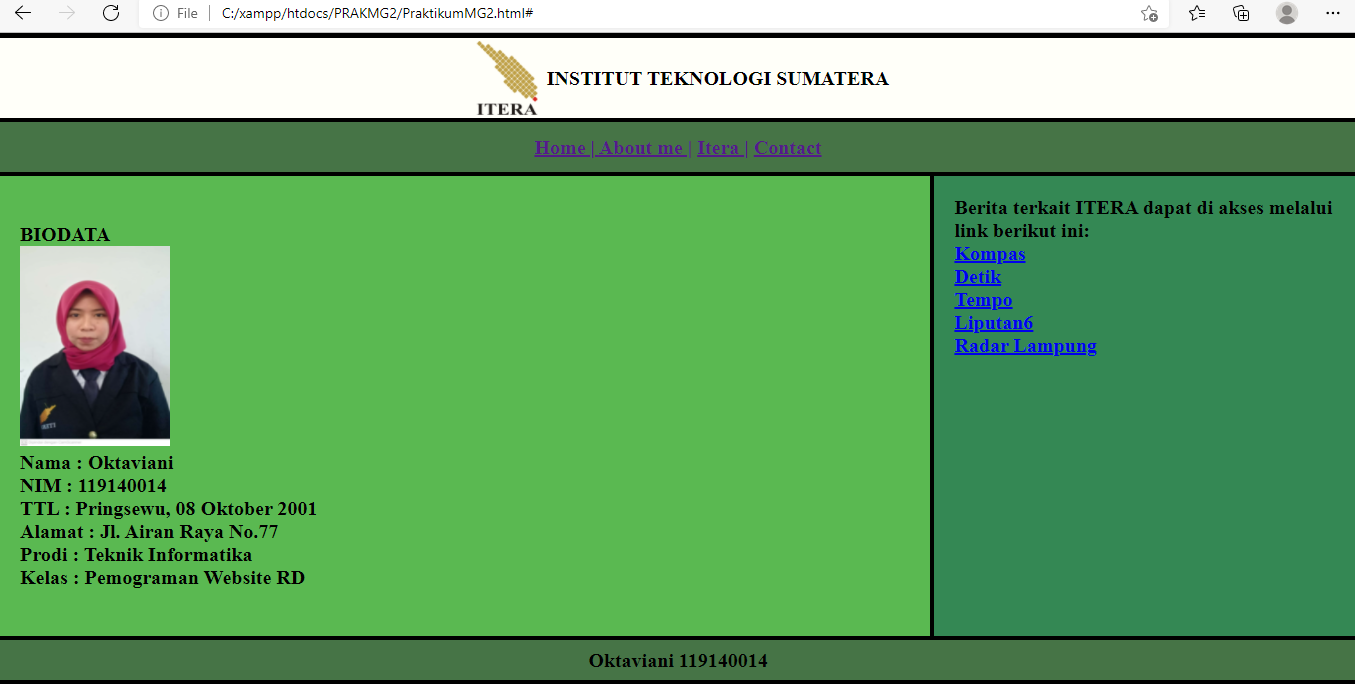 File | C:/xampp/htdocs/PRAKMG2/PraktikumMG2.html#
ITERA
INSTITUT TEKNOLOGI SUMATERA
Home | About me | Itera | Contact
BIODATA
Nama : Oktaviani
NIM : 119140014
TTL : Pringsewu, 08 Oktober 2001
Alamat : Jl. Airan Raya No.77
Prodi : Teknik Informatika
Kelas : Pemograman Website RD
Berita terkait ITERA dapat di akses melalui
link berikut ini:
Kompas
Detik
Tempo
Liputan6
Radar Lampung
Oktaviani 119140014